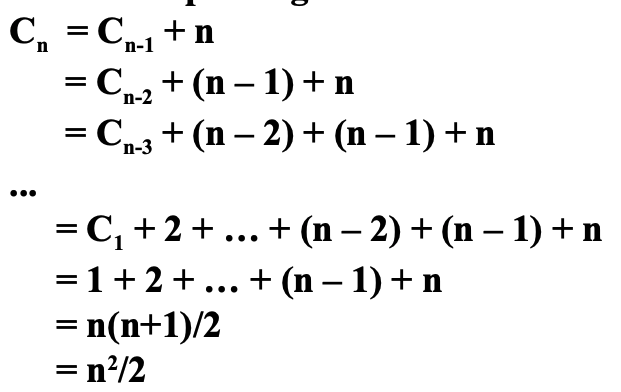 Cₙ = Cₙ₋₁ + n
= Cₙ₋₂ + (n – 1) + n
= Cₙ₋₃ + (n – 2) + (n – 1) + n
...
= C₁ + 2 + … + (n – 2) + (n – 1) + n
= 1 + 2 + … + (n – 1) + n
= n(n+1)/2
= n²/2